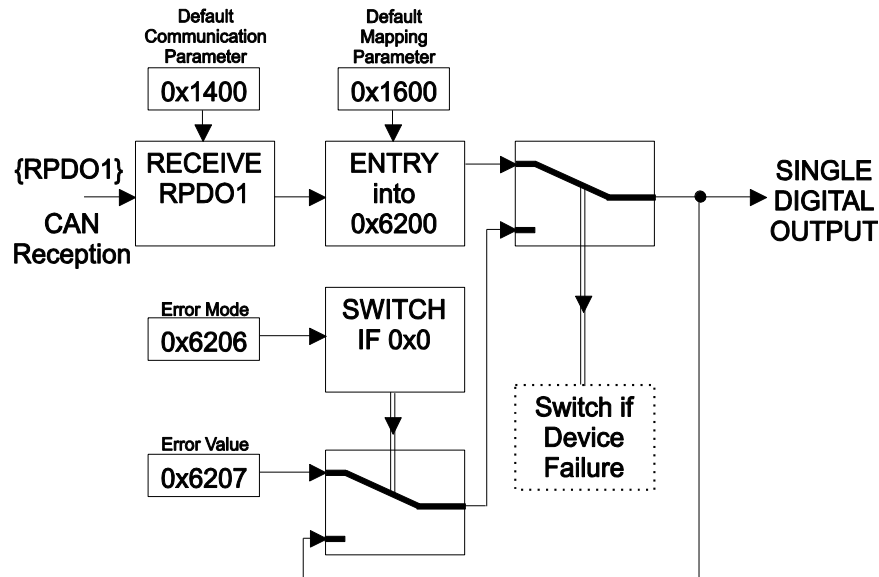 Default
Communication
Parameter
0x1400
Default
Mapping
Parameter
0x1600
{RPDO1}
CAN
Reception
RECEIVE
RPDO1
ENTRY
into
0x6200
SINGLE
DIGITAL
OUTPUT
Error Mode
0x6206
SWITCH
IF 0x0
Switch if
Device
Failure
Error Value
0x6207